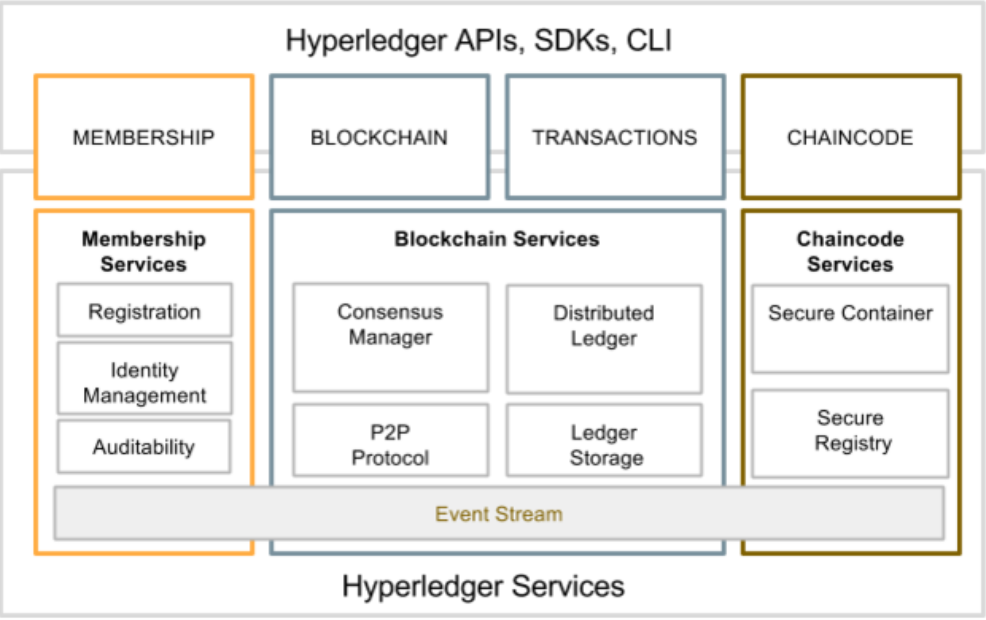 Hyperledger APIs, SDKs, CLI
MEMBERSHIP
BLOCKCHAIN
TRANSACTIONS
CHAINCODE
Membership
Services
Registration
Identity
Management
Auditability
Blockchain Services
Consensus
Manager
Distributed
Ledger
P2P
Protocol
Ledger
Storage
Chaincode
Services
Secure Container
Secure
Registry
Event Stream
Hyperledger Services